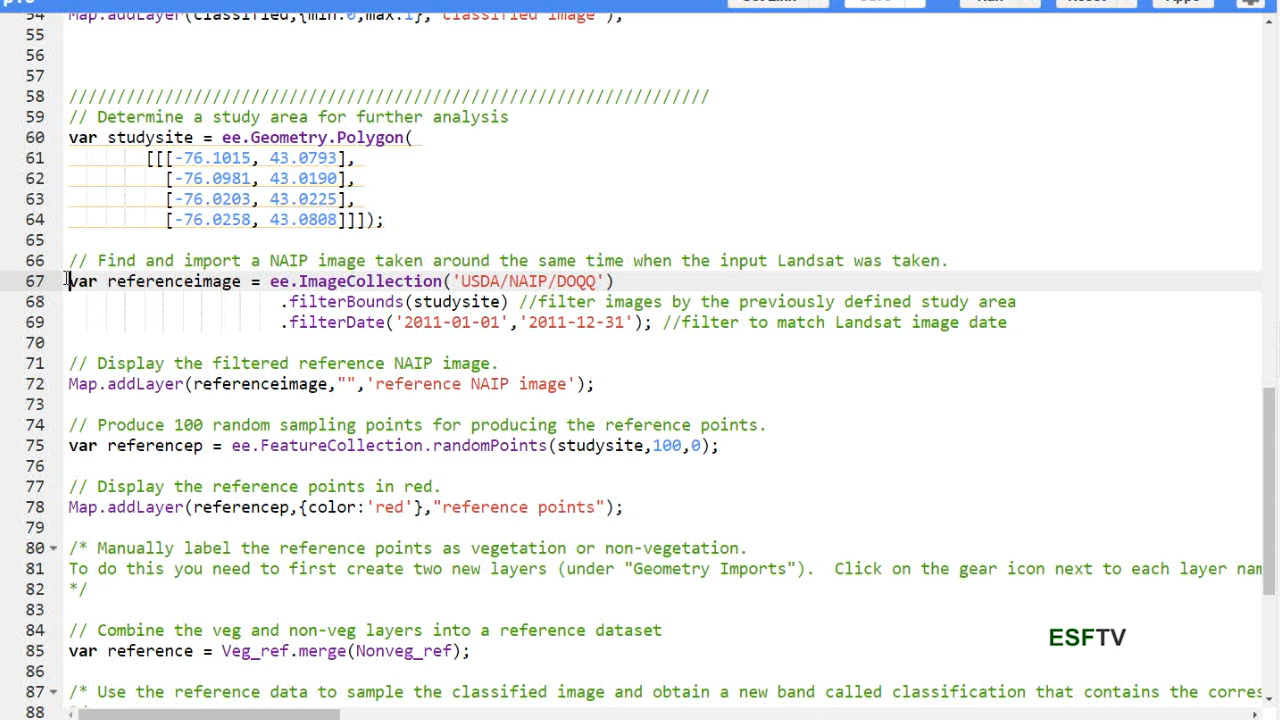 54 Map.addLayer(classified,{min:0,max:1},"classified image");
55
56
57
58 ///////////////////////////////////////////////////////////////////
59 // Determine a study area for further analysis
60 var studysite = ee.Geometry.Polygon(
61 [[[-76.1015, 43.0793],
62 [-76.0981, 43.0190],
63 [-76.0203, 43.0225],
64 [-76.0258, 43.0808]]]);
65
66 // Find and import a NAIP image taken around the same time when the input Landsat was taken.
67 var referenceimage = ee.ImageCollection('USDA/NAIP/DOQQ')
68 .filterBounds(studysite) //filter images by the previously defined study area
69 .filterDate('2011-01-01','2011-12-31'); //filter to match Landsat image date
70
71 // Display the filtered reference NAIP image.
72 Map.addLayer(referenceimage,"",'reference NAIP image');
73
74 // Produce 100 random sampling points for producing the reference points.
75 var referencep = ee.FeatureCollection.randomPoints(studysite,100,0);
76
77 // Display the reference points in red.
78 Map.addLayer(referencep,{color:'red'},"reference points");
79
80 /* Manually label the reference points as vegetation or non-vegetation.
81 To do this you need to first create two new layers (under "Geometry Imports"). Click on the gear icon next to each layer nam
82 */
83
84 // Combine the veg and non-veg layers into a reference dataset
85 var reference = Veg_ref.merge(Nonveg_ref);
86
87 /* Use the reference data to sample the classified image and obtain a new band called classification that contains the corres
88
ESFTV